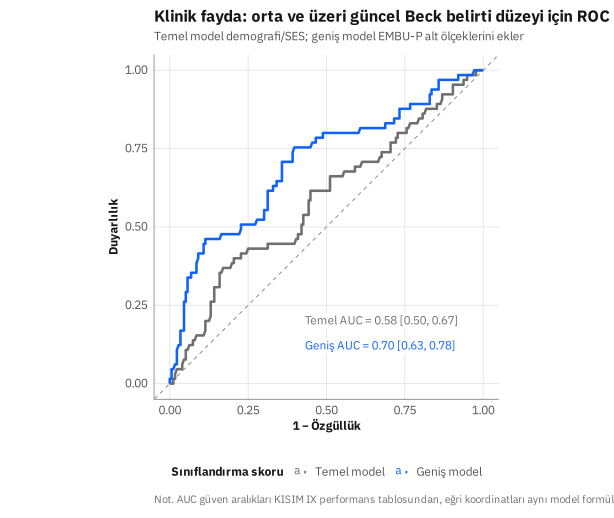 Klinik fayda: orta ve üzeri güncel Beck belirti düzeyi için ROC
Temel model demografi/SES; geniş model EMBU-P alt ölçeklerini ekler
1.00
0.75
0.50
0.25
0.00
Duyarlılık
Temel AUC = 0.58 [0.50, 0.67]
Geniş AUC = 0.70 [0.63, 0.78]
0.00 0.25 0.50 0.75 1.00
1 − Özgüllük
Sınıflandırma skoru a Temel model a Geniş model
Not. AUC güven aralıkları KISIM IX performans tablosundan, eğri koordinatları aynı model formül